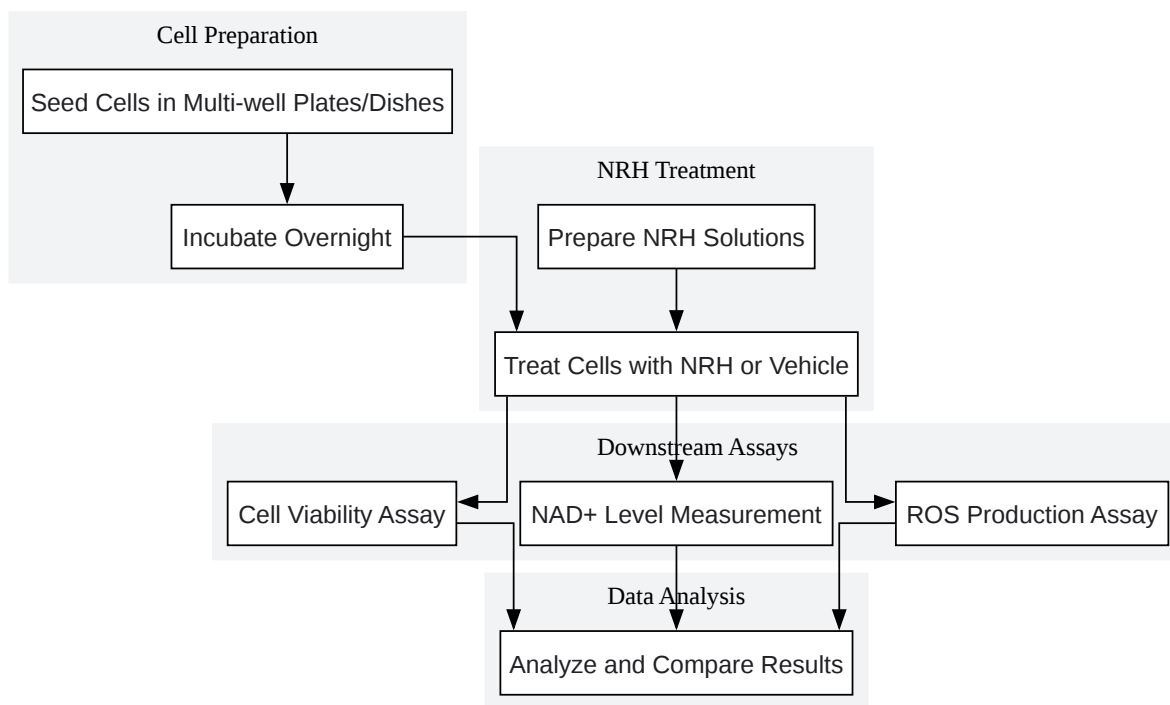 Cell Preparation
Seed Cells in Multi-well Plates/Dishes
Incubate Overnight
NRH Treatment
Prepare NRH Solutions
Treat Cells with NRH or Vehicle
Downstream Assays
Cell Viability Assay
NAD+ Level Measurement
ROS Production Assay
Data Analysis
Analyze and Compare Results